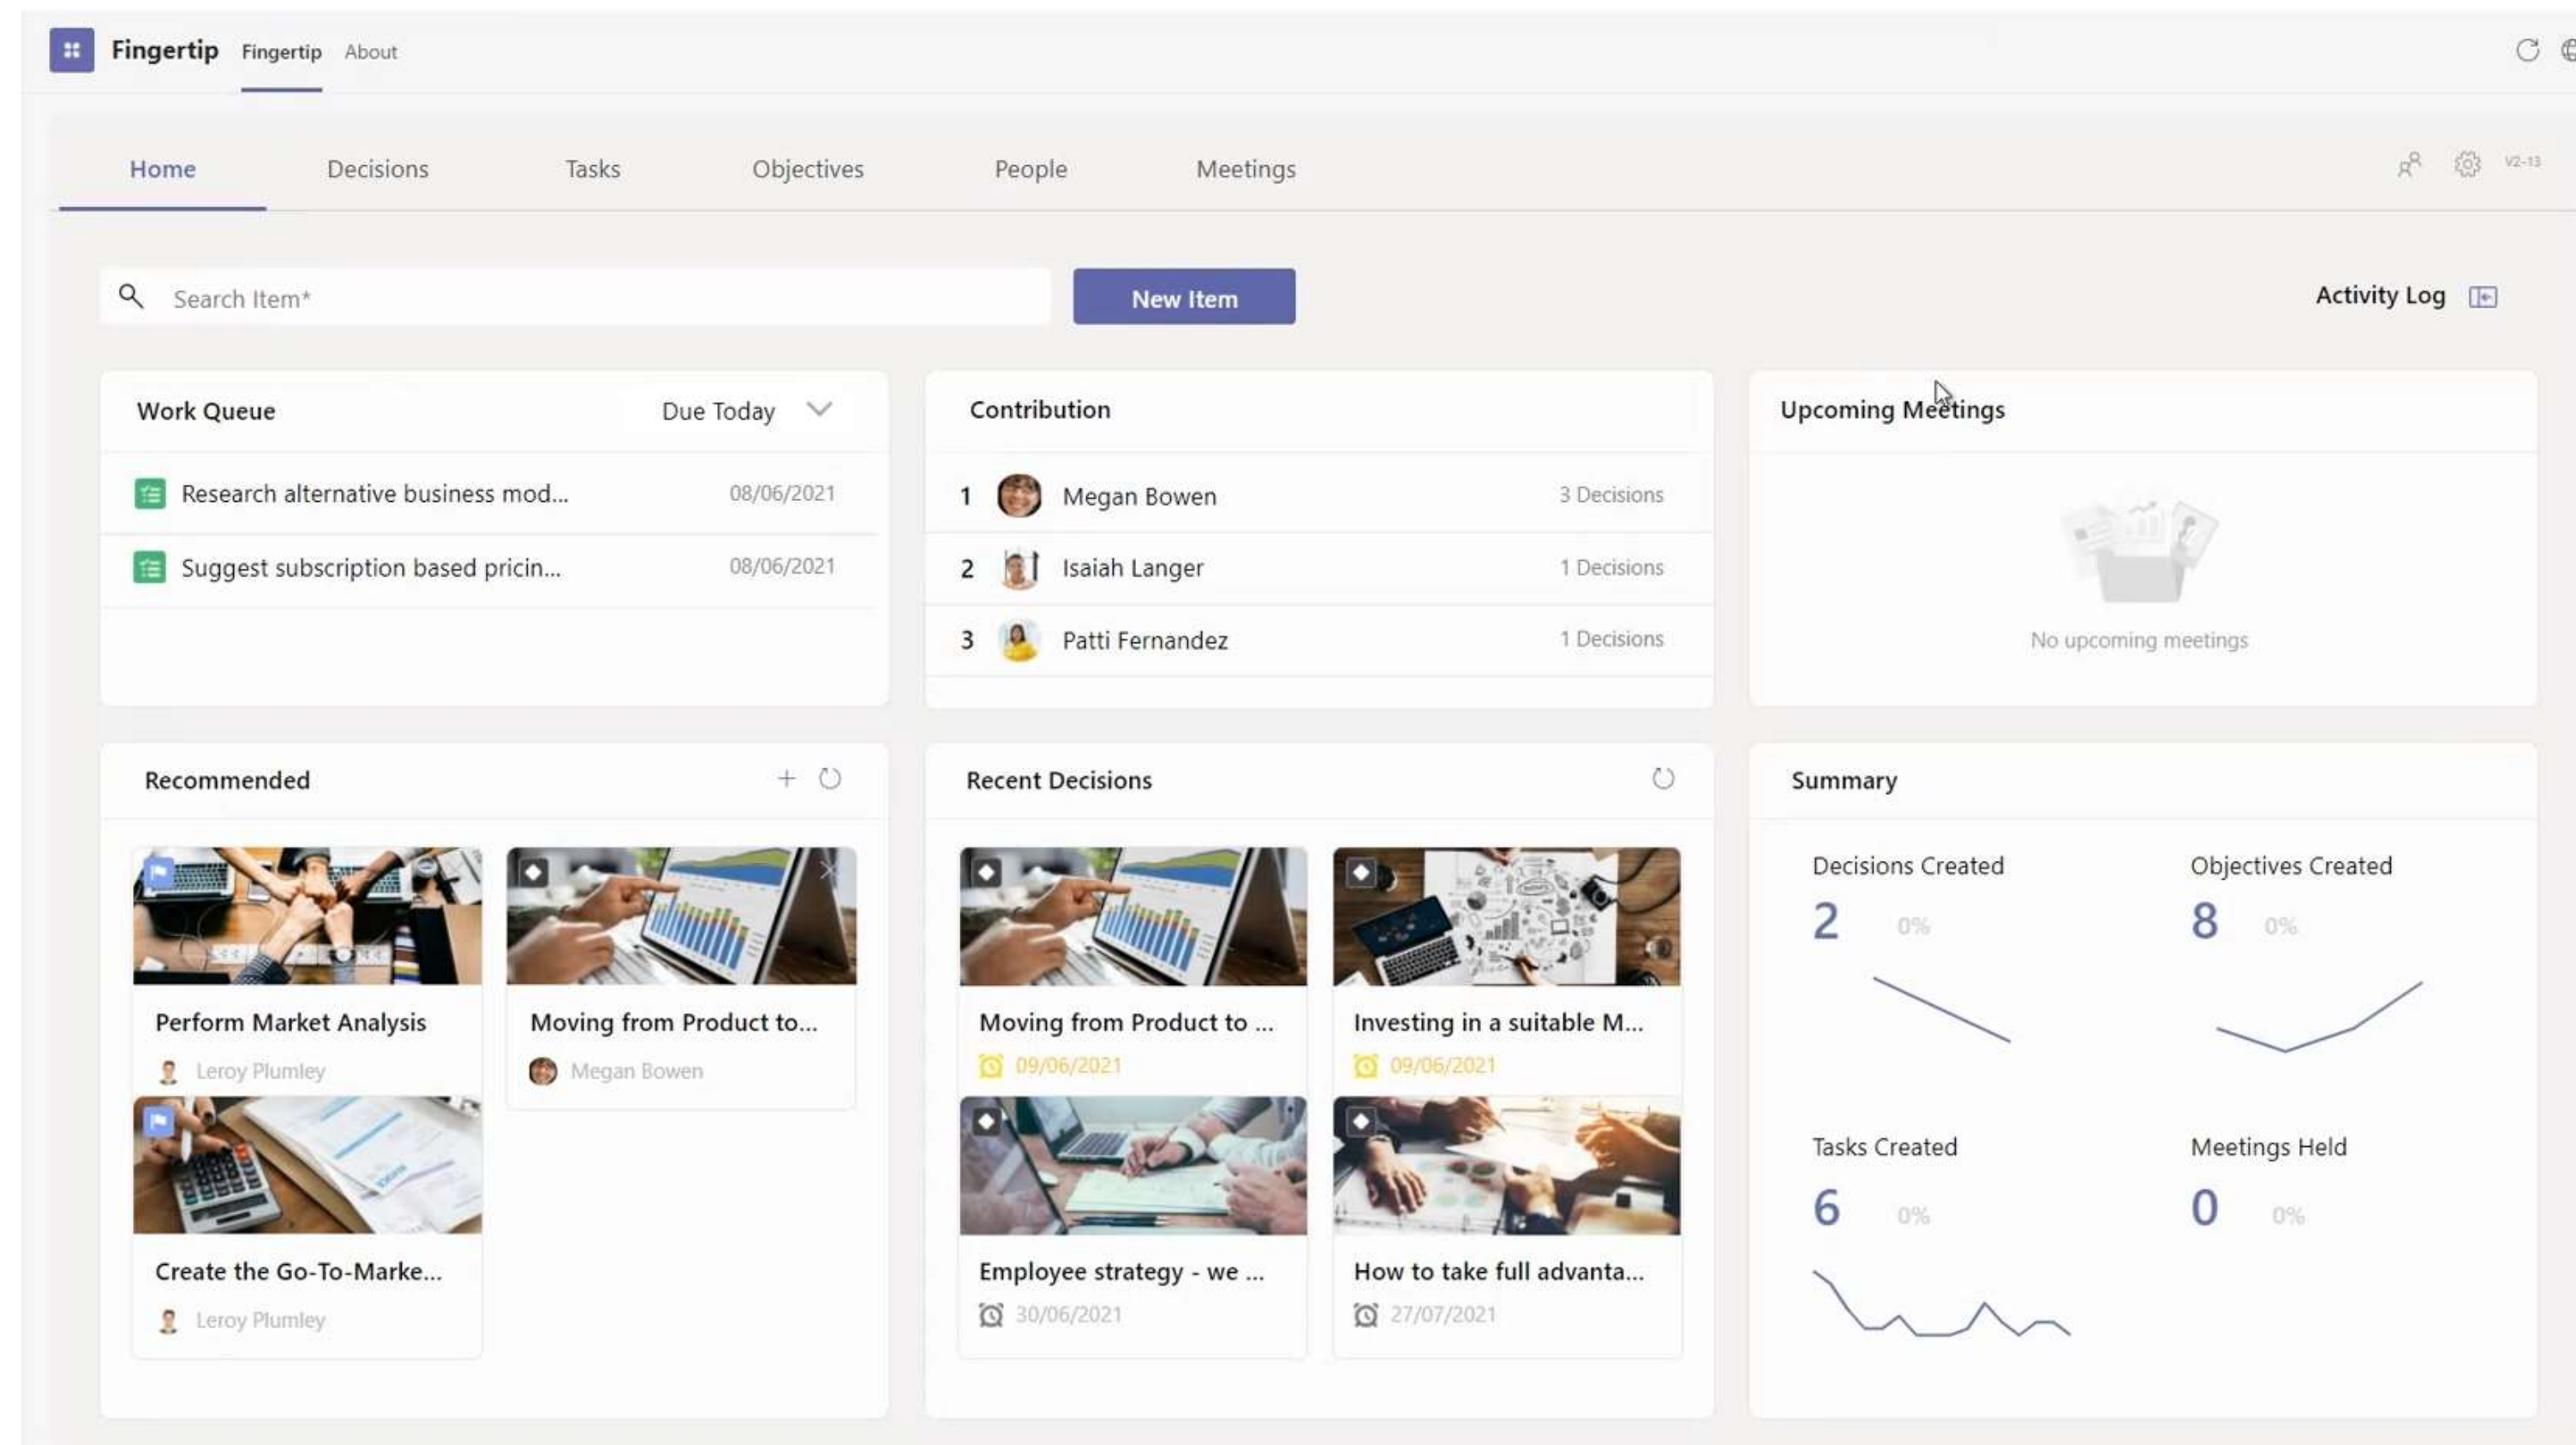 Fingertip Fingertip About
Home Decisions Tasks Objectives People Meetings V2-13
Search Item* New Item Activity Log
Work Queue Due Today
Research alternative business mod... 08/06/2021
Suggest subscription based pricin... 08/06/2021
Contribution
1 Megan Bowen 3 Decisions
2 Isaiah Langer 1 Decisions
3 Patti Fernandez 1 Decisions
Upcoming Meetings
No upcoming meetings
Recommended
Perform Market Analysis
Leroy Plumley
Moving from Product to...
Megan Bowen
Create the Go-To-Marke...
Leroy Plumley
Recent Decisions
Moving from Product to ...
09/06/2021
Investing in a suitable M...
09/06/2021
Employee strategy - we ...
30/06/2021
How to take full advanta...
27/07/2021
Summary
Decisions Created
2 0%
Objectives Created
8 0%
Tasks Created
6 0%
Meetings Held
0 0%